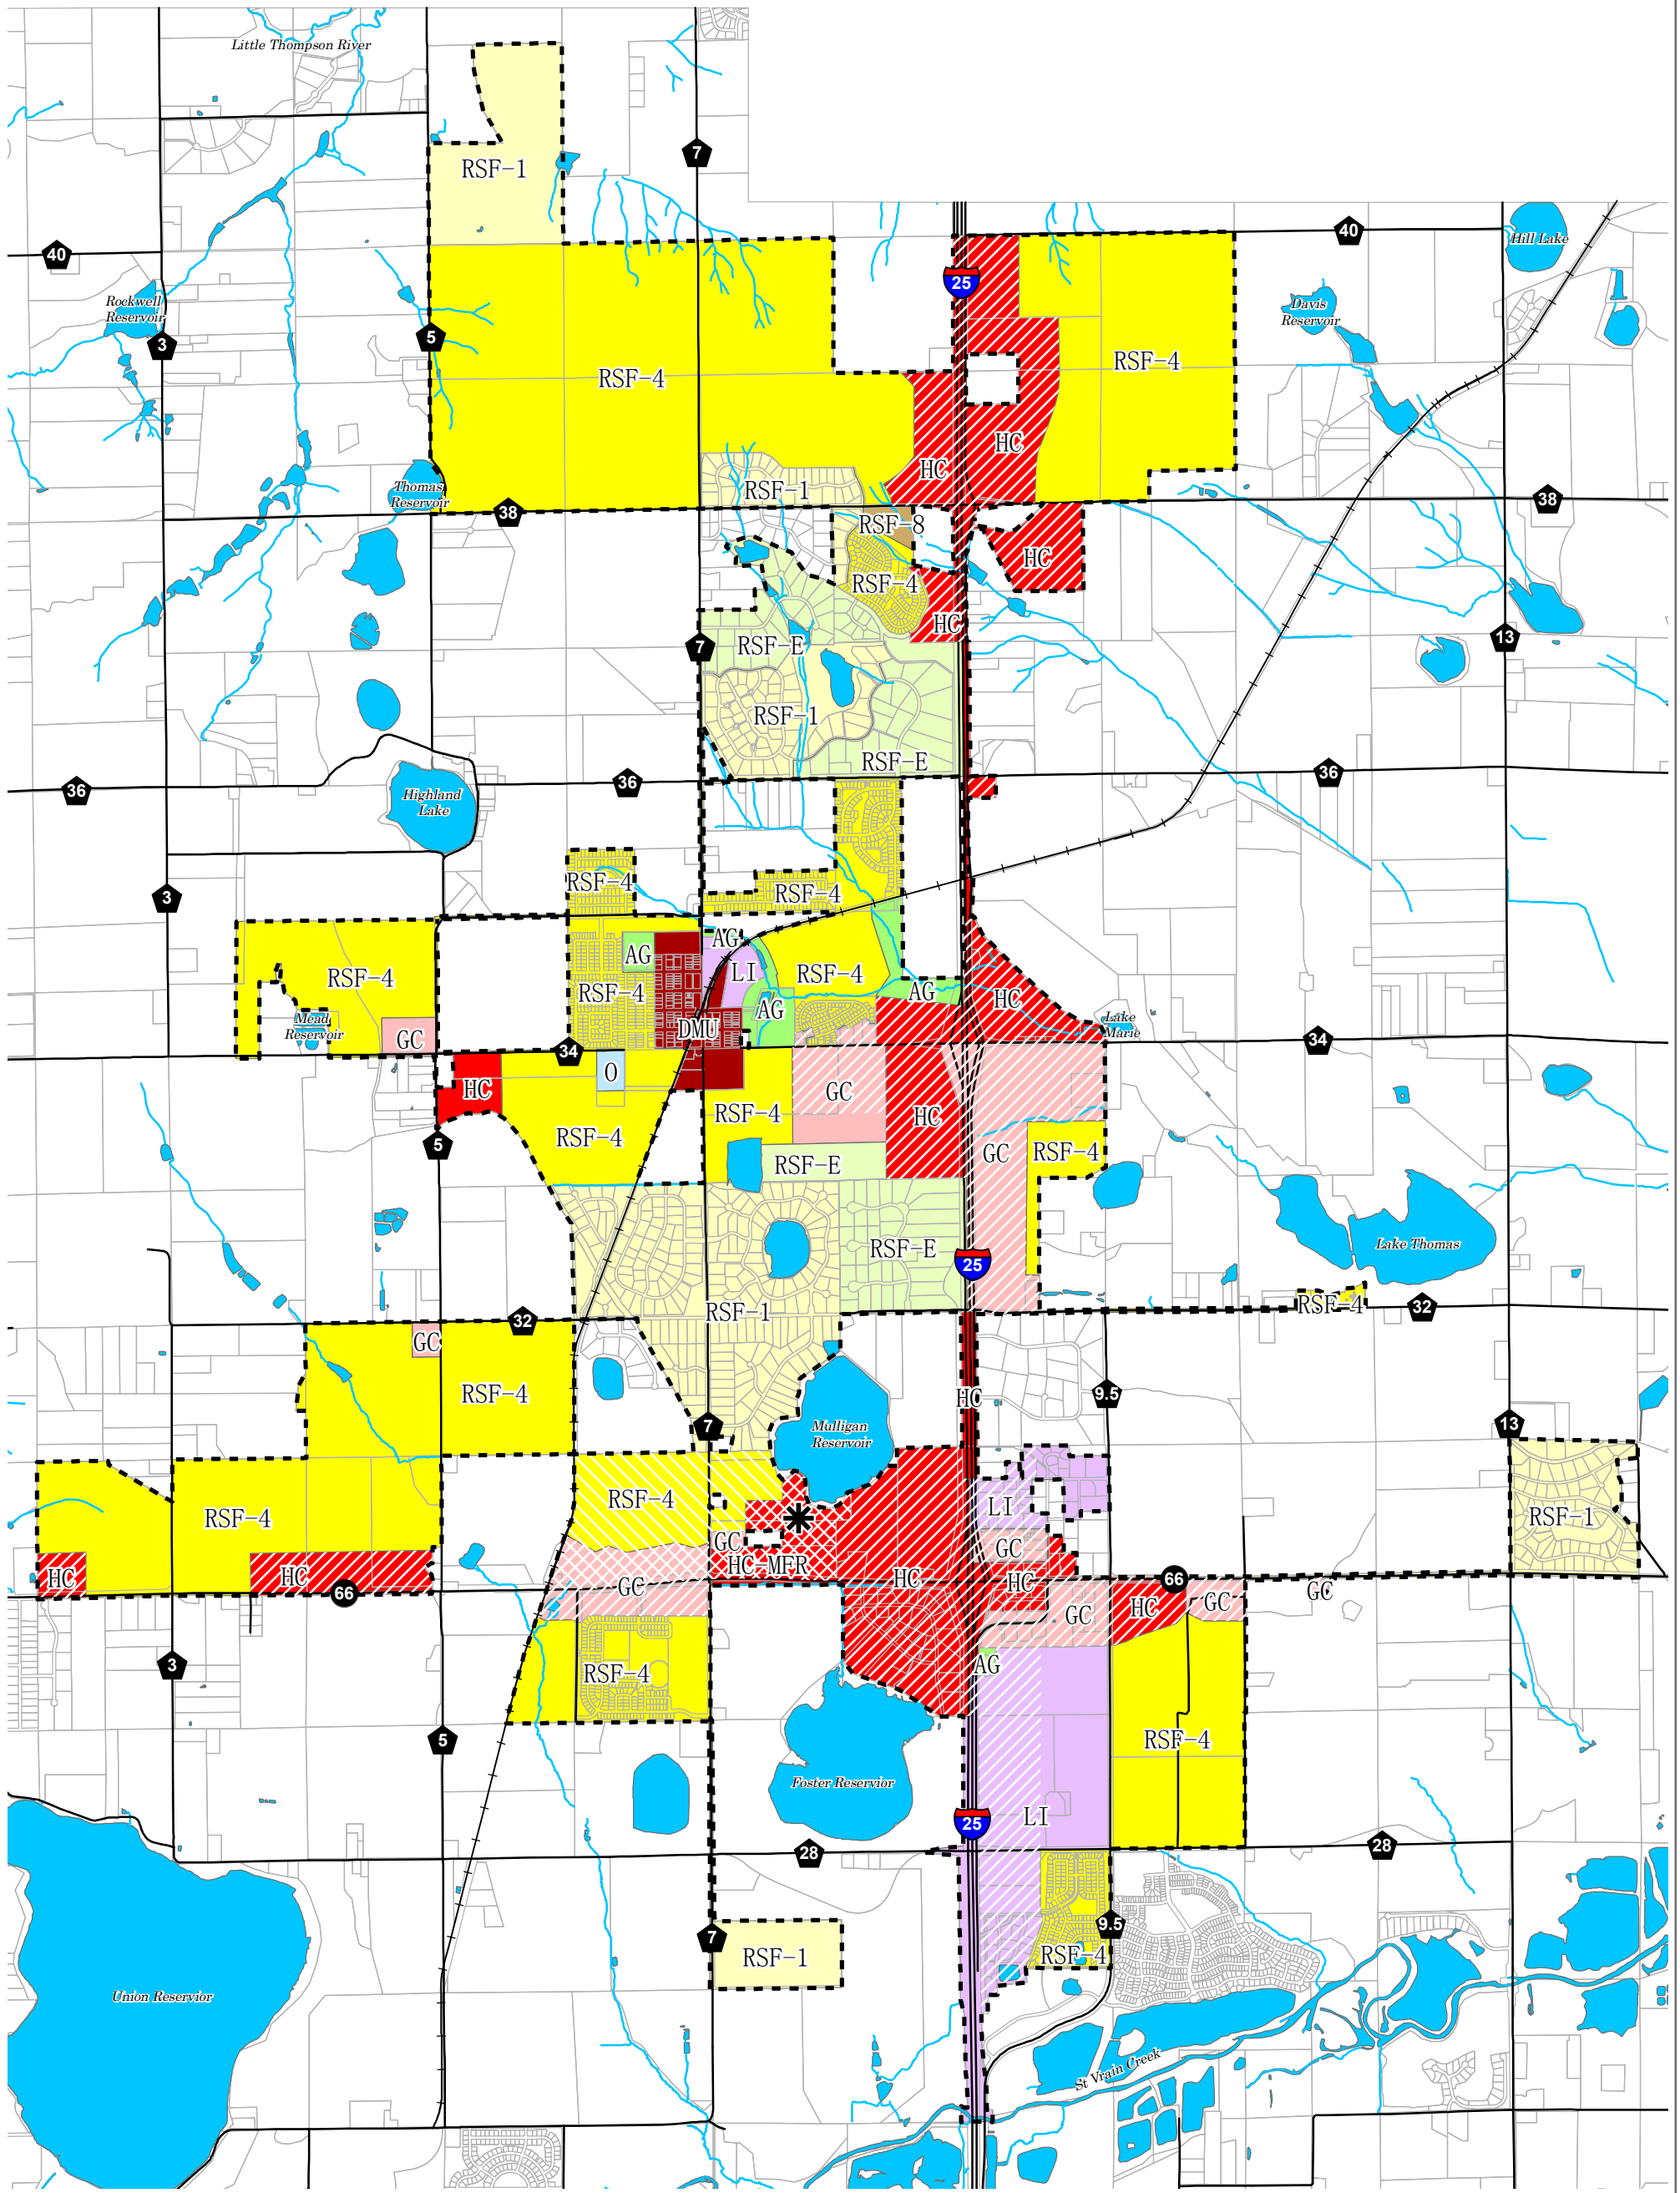 Little Thompson River
7
RSF-1
40
Hill Lake
40
25
Rockwell
Reservoir
Davis
Reservoir
5
3
RSF-4
RSF-4
HC
HC
Thomas
Reservoir
RSF-1
38
38
RSF-8
HC
RSF-4
HC
13
7
RSF-E
RSF-1
RSF-E
36
36
36
Highland
Lake
RSF-4
RSF-4
3
AG
AG
LI
RSF-4
RSF-4
RSF-4
AG
AG
HC
Mead
Reservoir
Lake
Marie
DMU
GC
34
34
O
HC
GC
RSF-4
HC
RSF-4
5
GC
RSF-4
RSF-E
RSF-E
Lake Thomas
25
RSF-4
32
RSF-1
32
GC
RSF-4
HC
9.5
7
13
Mulligan
Reservoir
RSF-4
LI
RSF-4
RSF-1
GC
GC
HC-MFR
HC
HC
HC
HC
66
GC
GC
66
HC
GC
GC
3
AG
RSF-4
5
RSF-4
Foster Reservior
LI
25
28
28
9.5
7
RSF-1
RSF-4
Union Reservior
St Vrain Creek